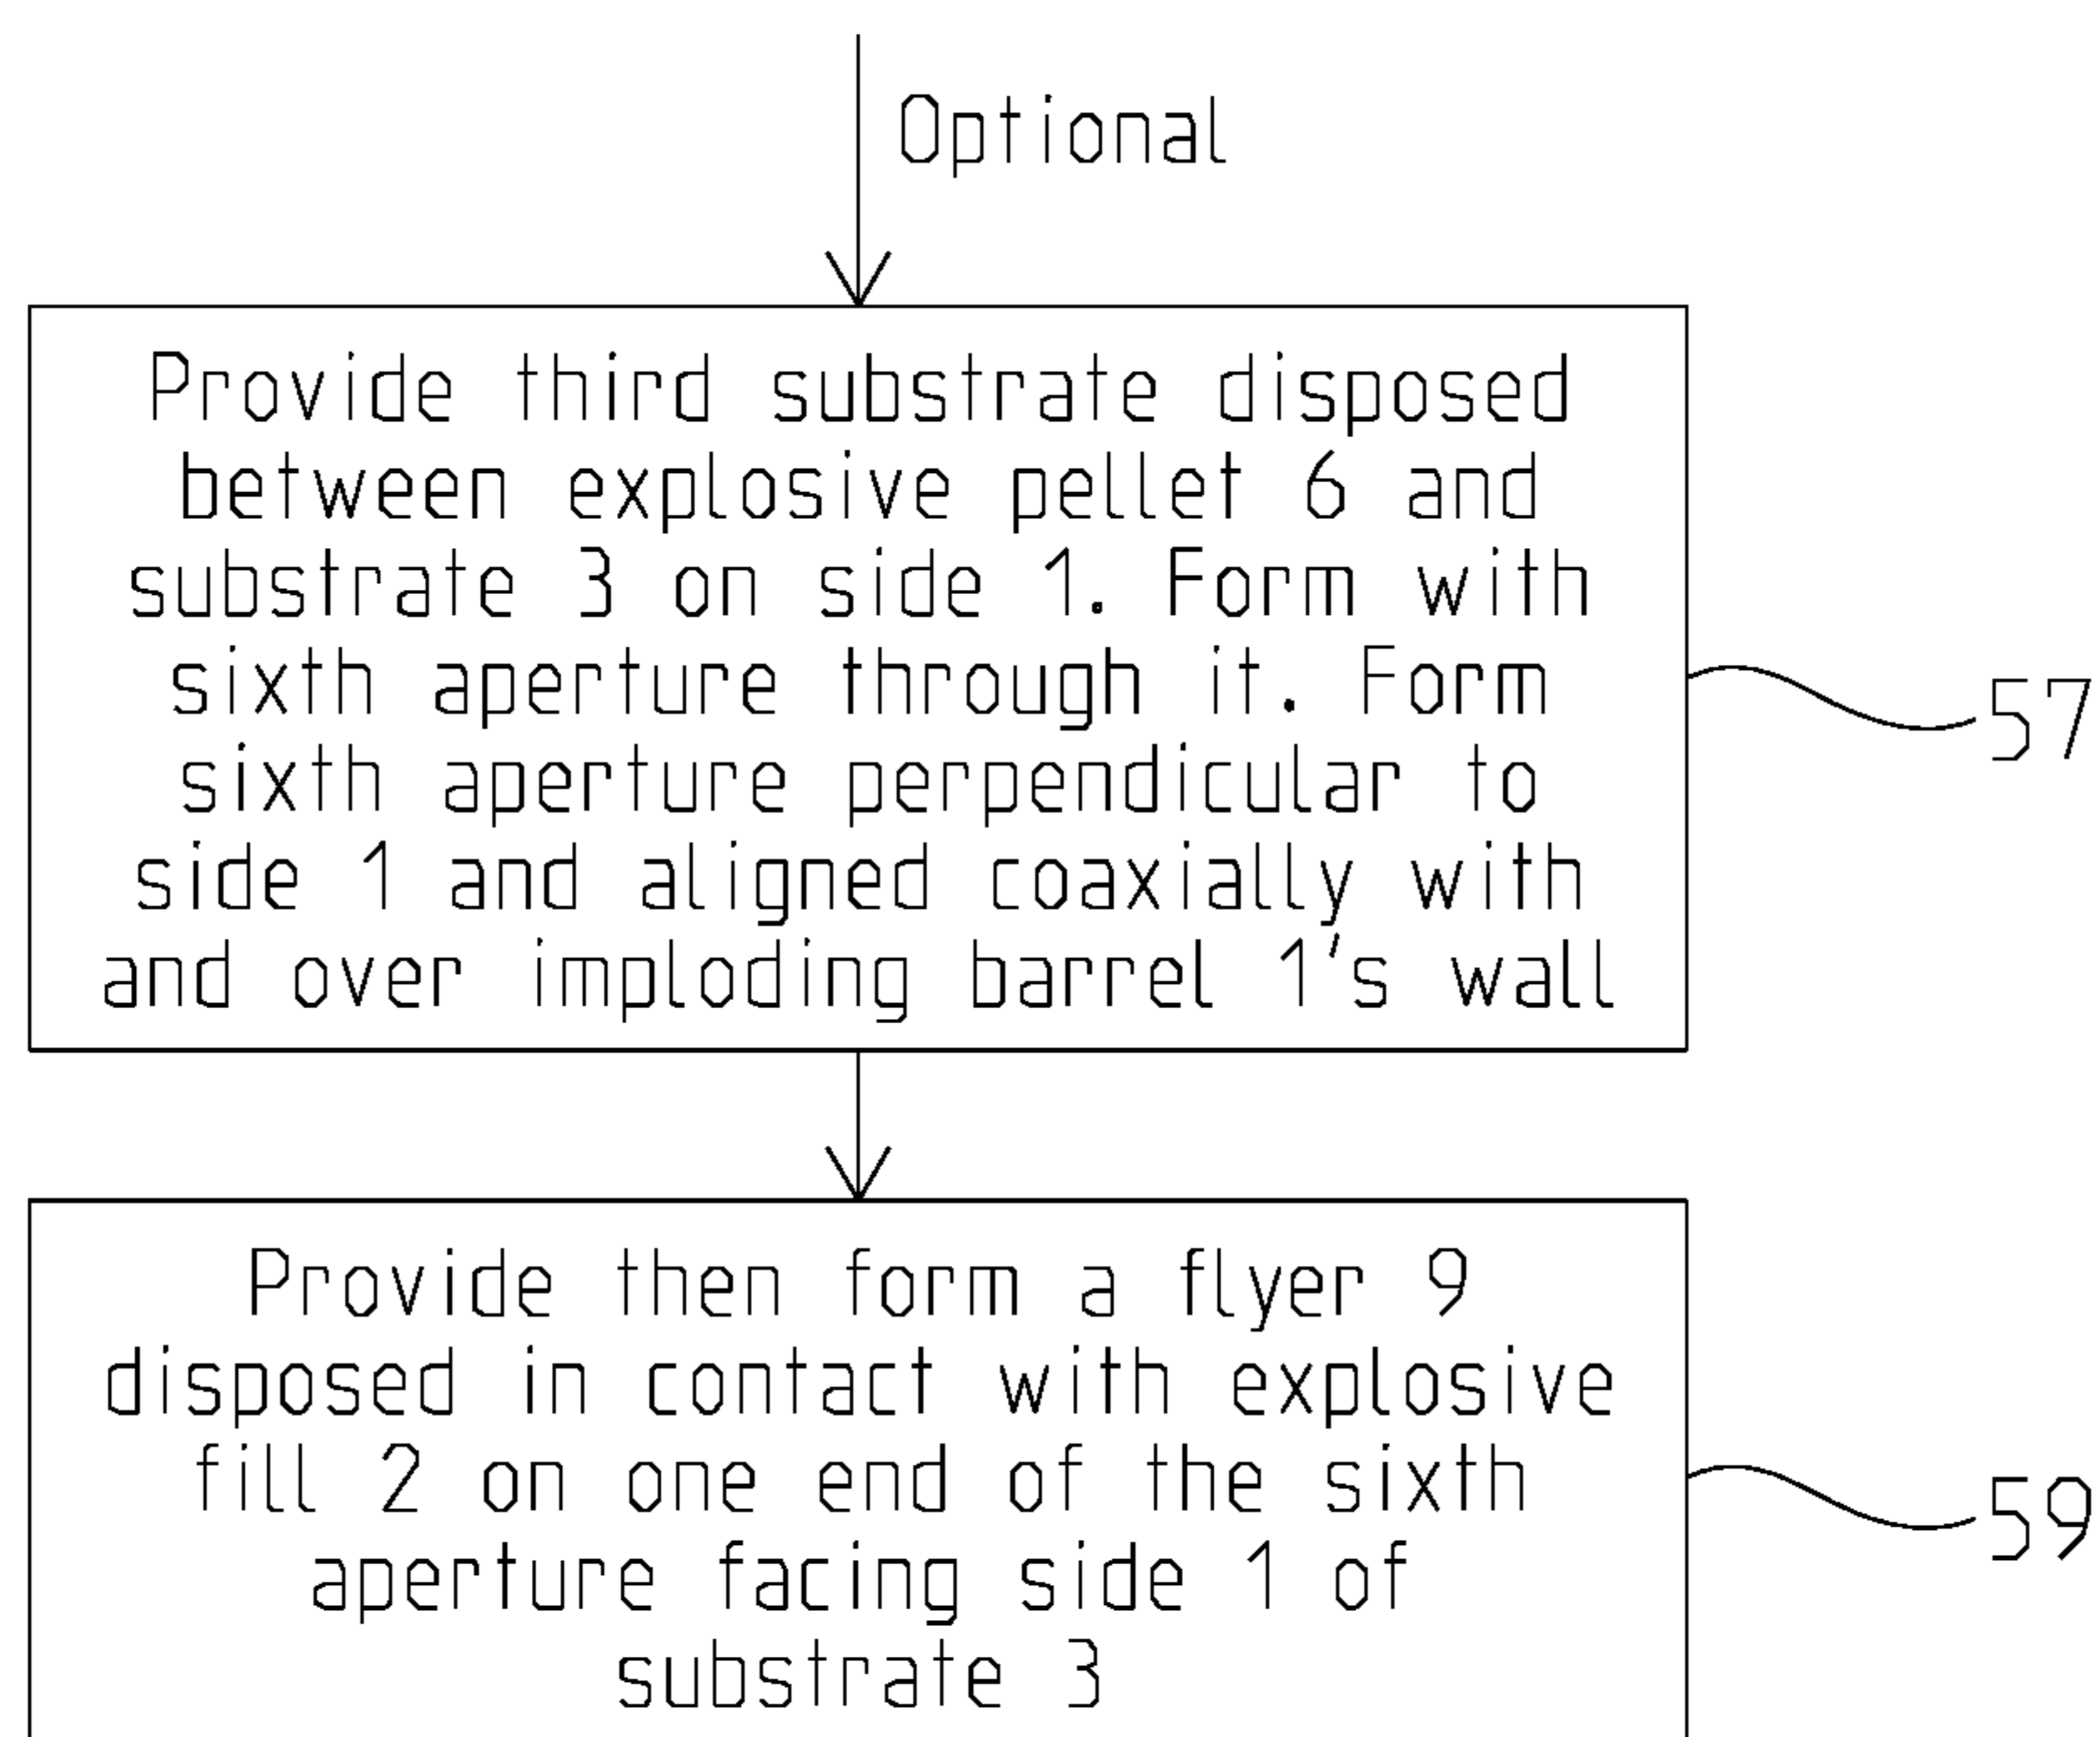 Optional
Provide third substrate disposed
between explosive pellet 6 and
substrate 3 on side 1. Form with
sixth aperture through it. Form
sixth aperture perpendicular to
side 1 and aligned coaxially with
and over imploding barrel 1's wall
57
Provide then form a flyer 9
disposed in contact with explosive
fill 2 on one end of the sixth
aperture facing side 1 of
substrate 3
59